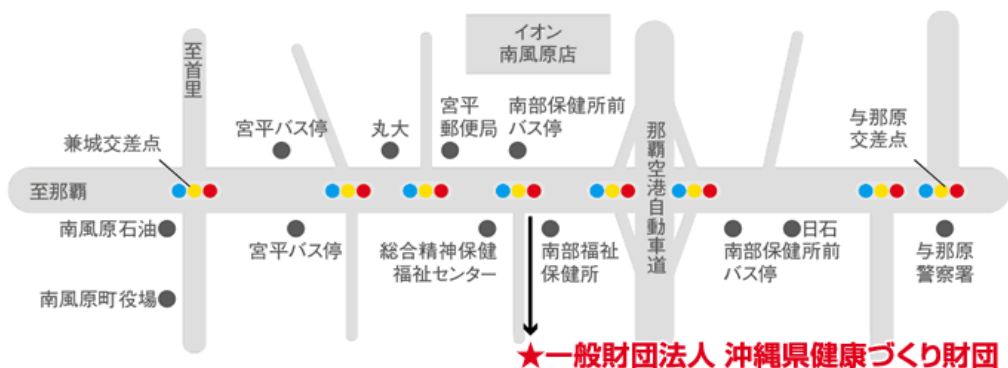 イオン
南風原店
至首里
宮平バス停
丸大
宮平
郵便局
南部保健所前
バス停
兼城交差点
与那原
交差点
至那覇
那覇空港自動車道
南風原石油
宮平バス停
総合精神保健
福祉センター
南部福祉
保健所
南部保健所前
バス停
日石
与那原
警察署
南風原町役場
★一般財団法人 沖縄県健康づくり財団